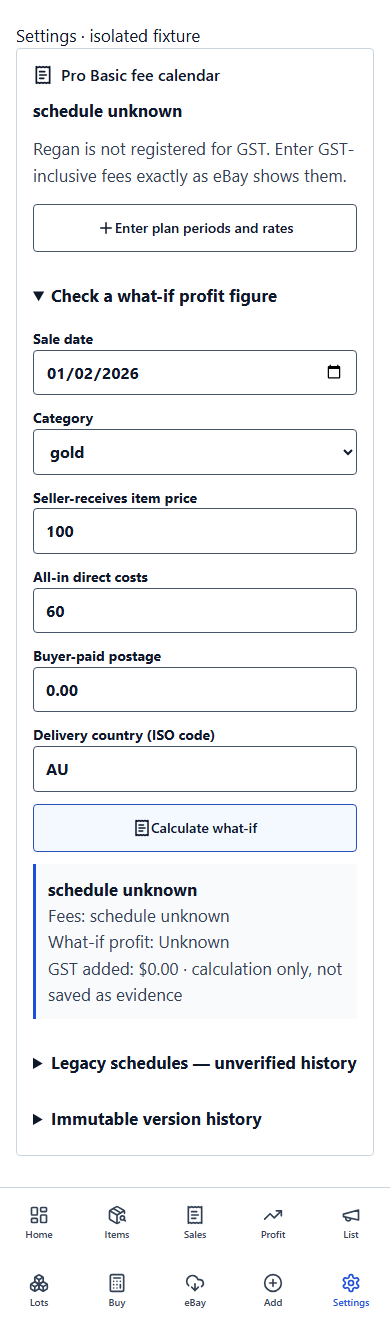 Settings · isolated fixture
Pro Basic fee calendar
schedule unknown
Regan is not registered for GST. Enter GST-
inclusive fees exactly as eBay shows them.
Enter plan periods and rates
Check a what-if profit figure
Sale date
01/02/2026
Category
gold
Seller-receives item price
100
All-in direct costs
60
Buyer-paid postage
0.00
Delivery country (ISO code)
AU
Calculate what-if
schedule unknown
Fees: schedule unknown
What-if profit: Unknown
GST added: $0.00 · calculation only, not
saved as evidence
Legacy schedules — unverified history
Immutable version history
Home Items Sales Profit List
Lots Buy eBay Add Settings